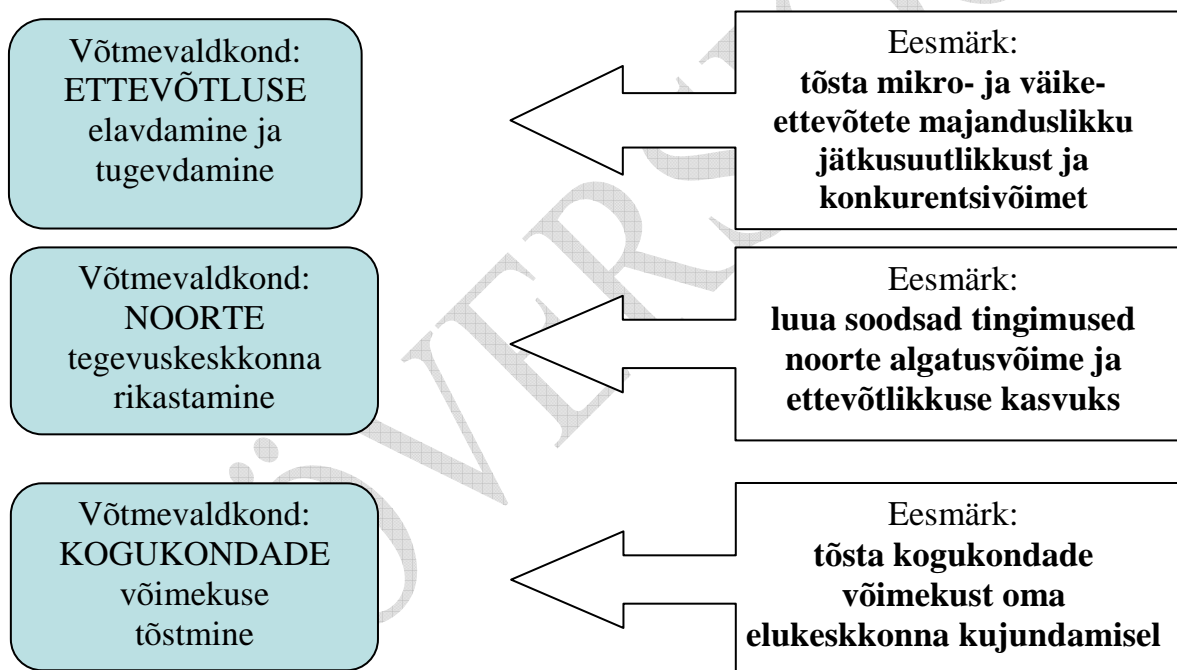 Võtmevaldkond:
ETTEVÕTLUSE
elavdamine ja
tugevdamine
Eesmärk:
tõsta mikro- ja väike-
ettevõtete majanduslikku
jätkusuutlikkust ja
konkurentsivõimet
Võtmevaldkond:
NOORTE
tegevuskeskkonna
rikastamine
Eesmärk:
luua soodsad tingimused
noorte algatusvõime ja
ettevõtlikkuse kasvuks
Võtmevaldkond:
KOGUKONDADE
võimekuse
tõstmine
Eesmärk:
tõsta kogukondade
võimekust oma
elukeskkonna kujundamisel